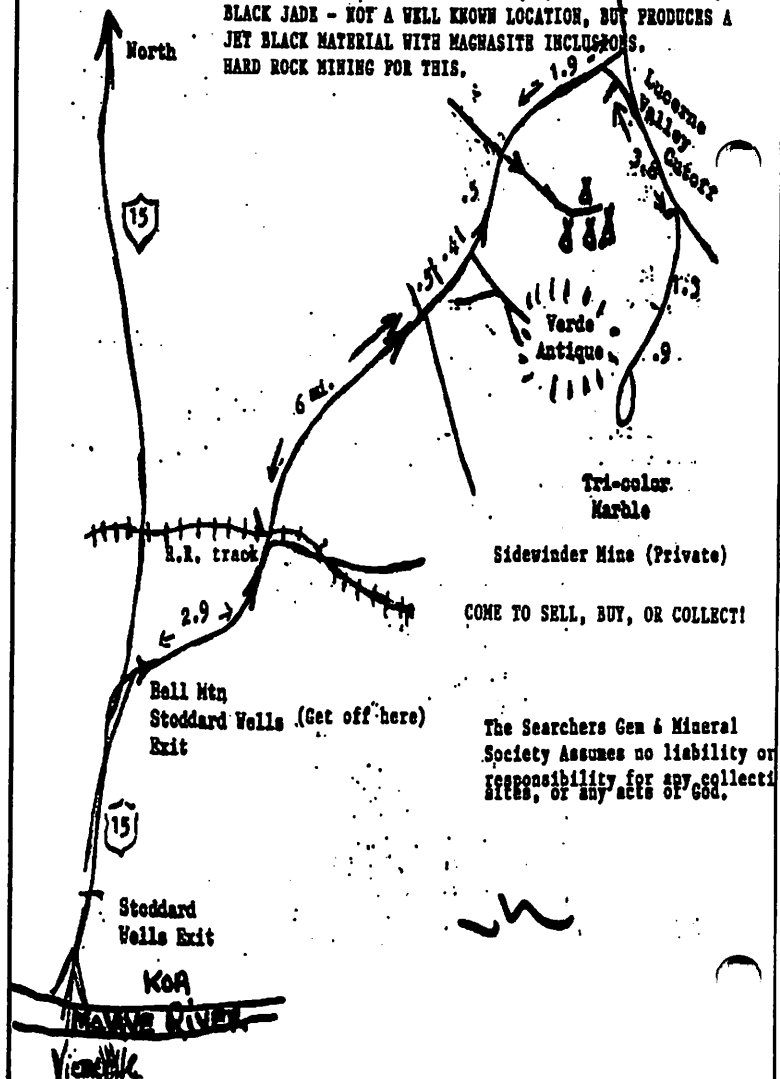 BLACK JADE - NOT A WELL KNOWN LOCATION, BUT PRODUCES A
JET BLACK MATERIAL WITH MAGNASITE INCLUSIONS.
HARD ROCK MINING FOR THIS.
North
1.9
Lucerne
Valley
Cutoff
15
3.8
.5
.5
.41
1.3
Verde
Antique
.9
6 mi.
Tri-color
Marble
R.R. track
Sidewinder Mine (Private)
2.9
COME TO SELL, BUY, OR COLLECT!
Bell Mtn
Stoddard Wells (Get off here)
Exit
The Searchers Gem & Mineral
Society Assumes no liability or
responsibility for any collecti
sites, or any acts of God.
15
Stoddard
Wells Exit
KOA
River